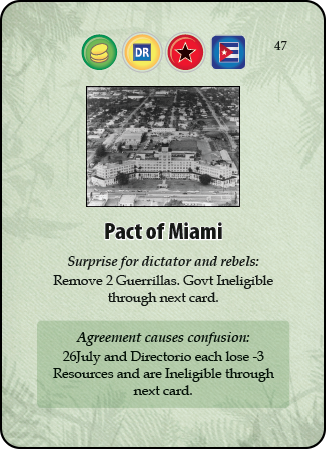 DR
47
Pact of Miami
Surprise for dictator and rebels:
Remove 2 Guerrillas. Govt Ineligible
through next card.
Agreement causes confusion:
26July and Directorio each lose -3
Resources and are Ineligible through
next card.